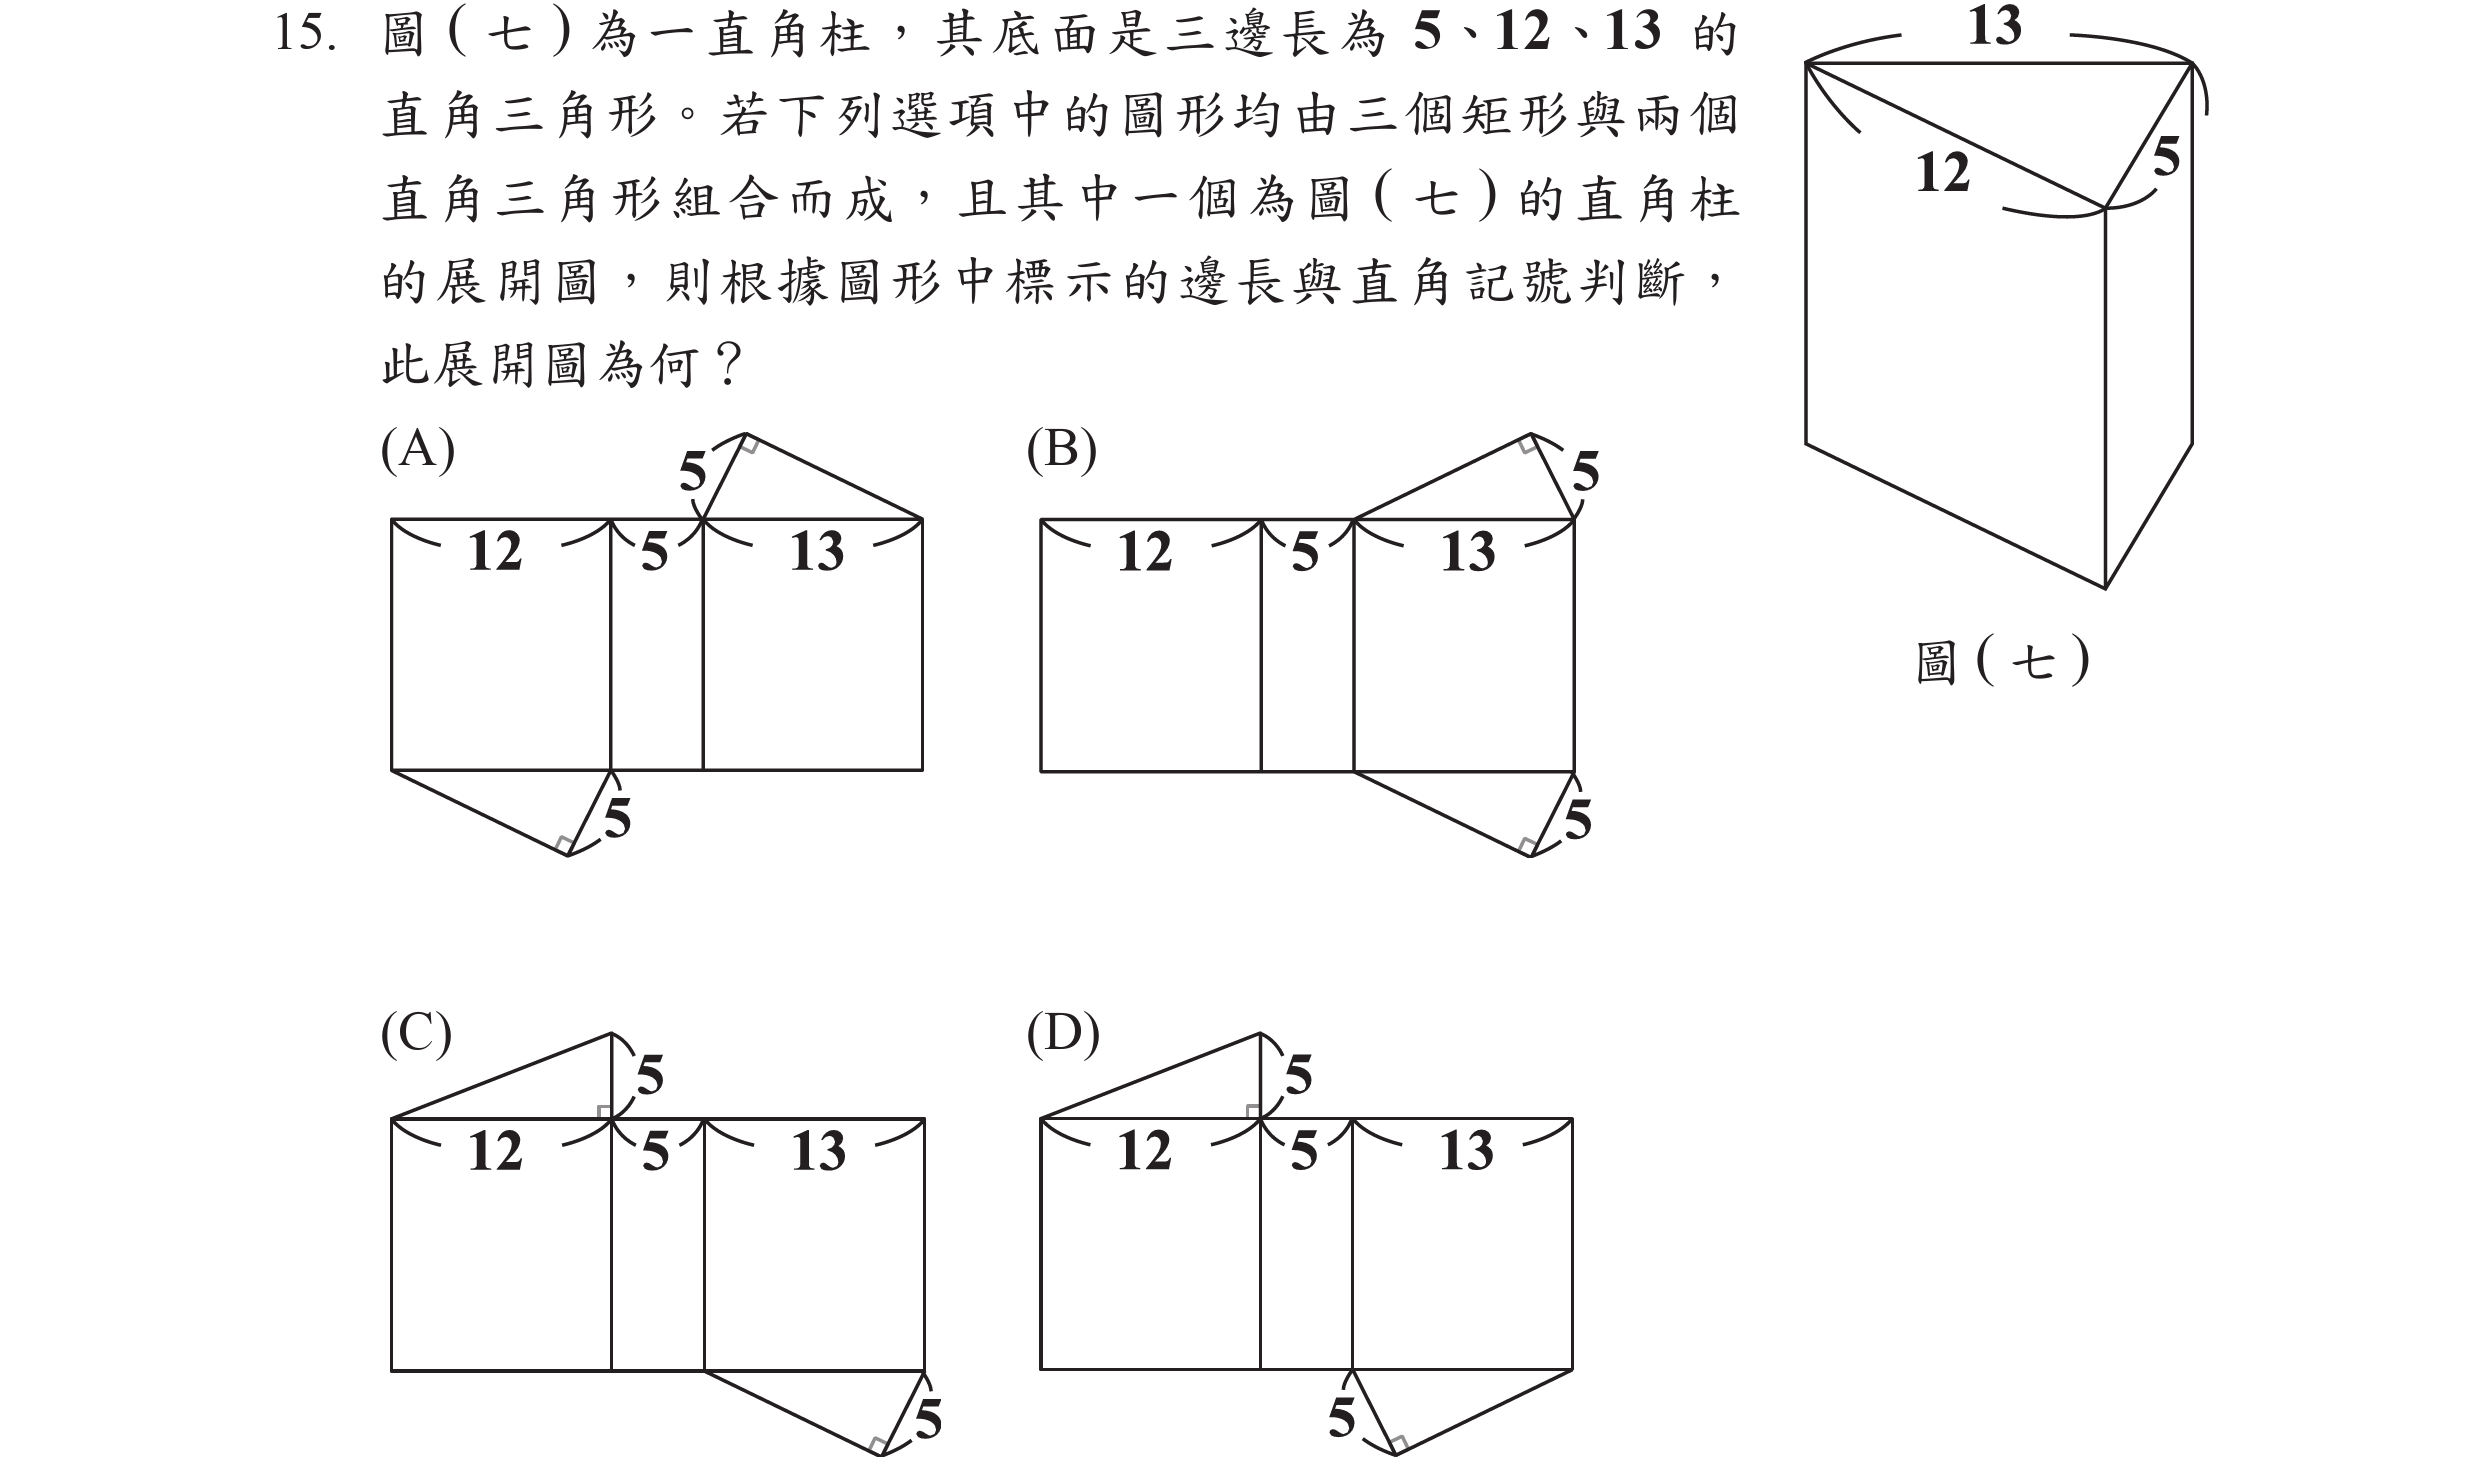 15. 圖(七)為一直角柱，其底面是三邊長為 5、12、13 的
直角三角形。若下列選項中的圖形均由三個矩形與兩個
直角三角形組合而成，且其中一個為圖(七)的直角柱
的展開圖，則根據圖形中標示的邊長與直角記號判斷，
此展開圖為何？
13
12
5
圖(七)
(A)
5
12 5 13
5
(B)
5
12 5 13
5
(C)
5
12 5 13
5
(D)
5
12 5 13
5